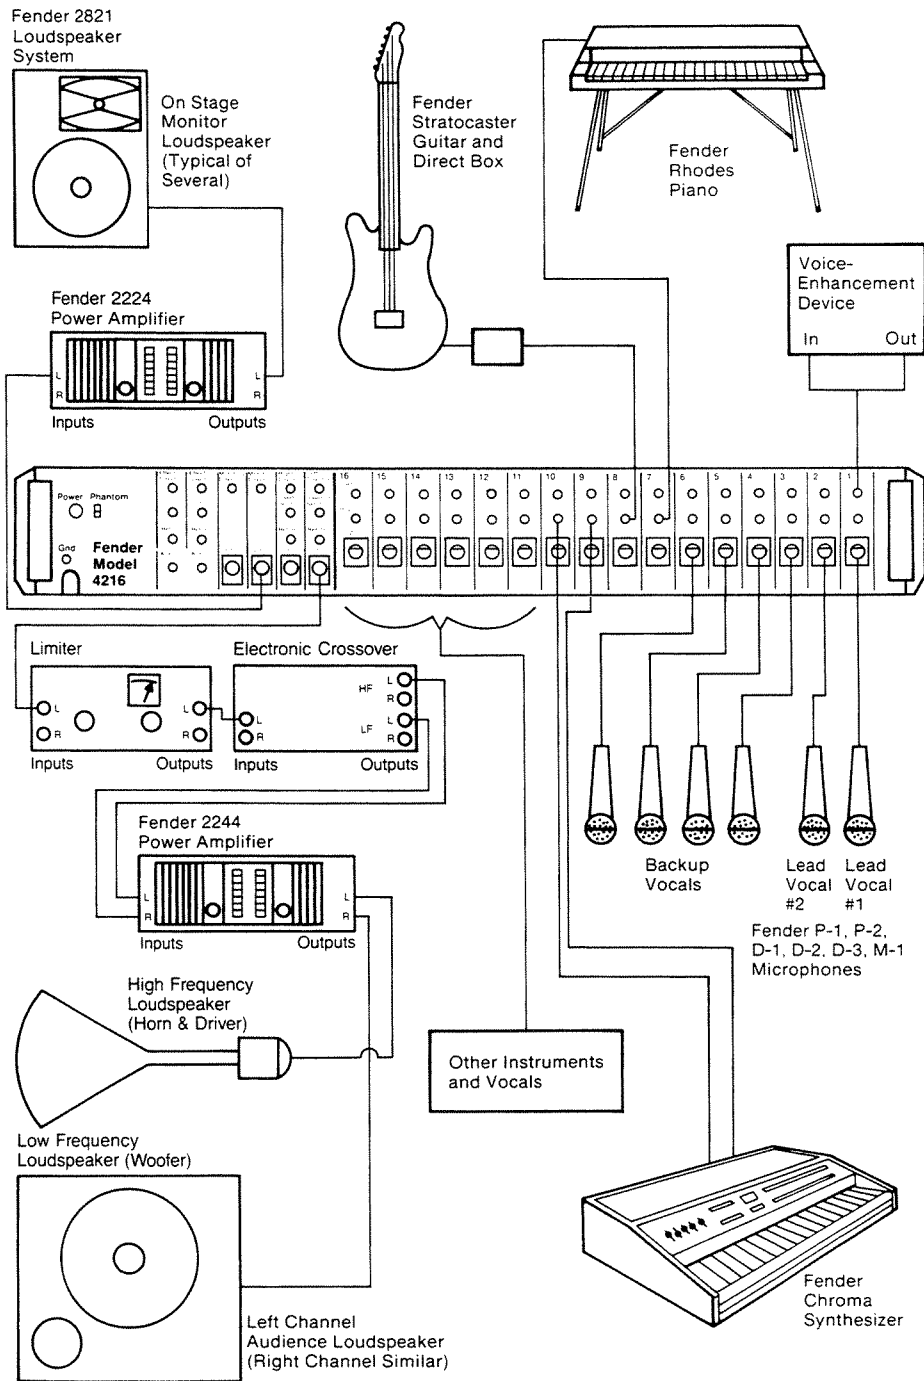 Fender 2821
Loudspeaker
System
On Stage
Monitor
Loudspeaker
(Typical of
Several)
Fender
Stratocaster
Guitar and
Direct Box
Fender
Rhodes
Piano
Voice-
Enhancement
Device
In Out
Fender 2224
Power Amplifier
L L
R R
Inputs Outputs
16 15 14 13 12 11 10 9 8 7 6 5 4 3 2 1
Power Phantom
Gnd
Fender
Model
4216
Limiter
L L
R R
Inputs Outputs
Electronic Crossover
HF L
R
L LF L
R R
Inputs Outputs
Fender 2244
Power Amplifier
L L
R R
Inputs Outputs
Backup
Vocals
Lead
Vocal
#2
Lead
Vocal
#1
Fender P-1, P-2,
D-1, D-2, D-3, M-1
Microphones
High Frequency
Loudspeaker
(Horn & Driver)
Other Instruments
and Vocals
Low Frequency
Loudspeaker (Woofer)
Left Channel
Audience Loudspeaker
(Right Channel Similar)
Fender
Chroma
Synthesizer